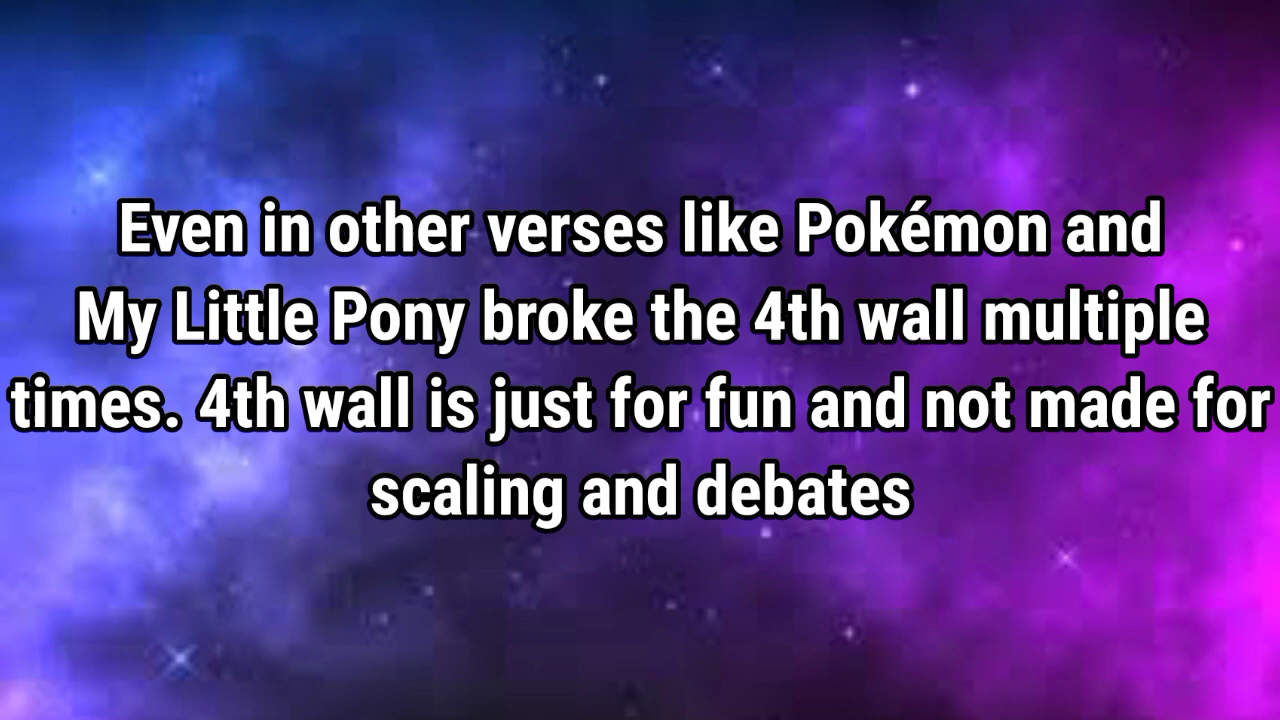 Even in other verses like Pokémon and
My Little Pony broke the 4th wall multiple
times. 4th wall is just for fun and not made for
scaling and debates